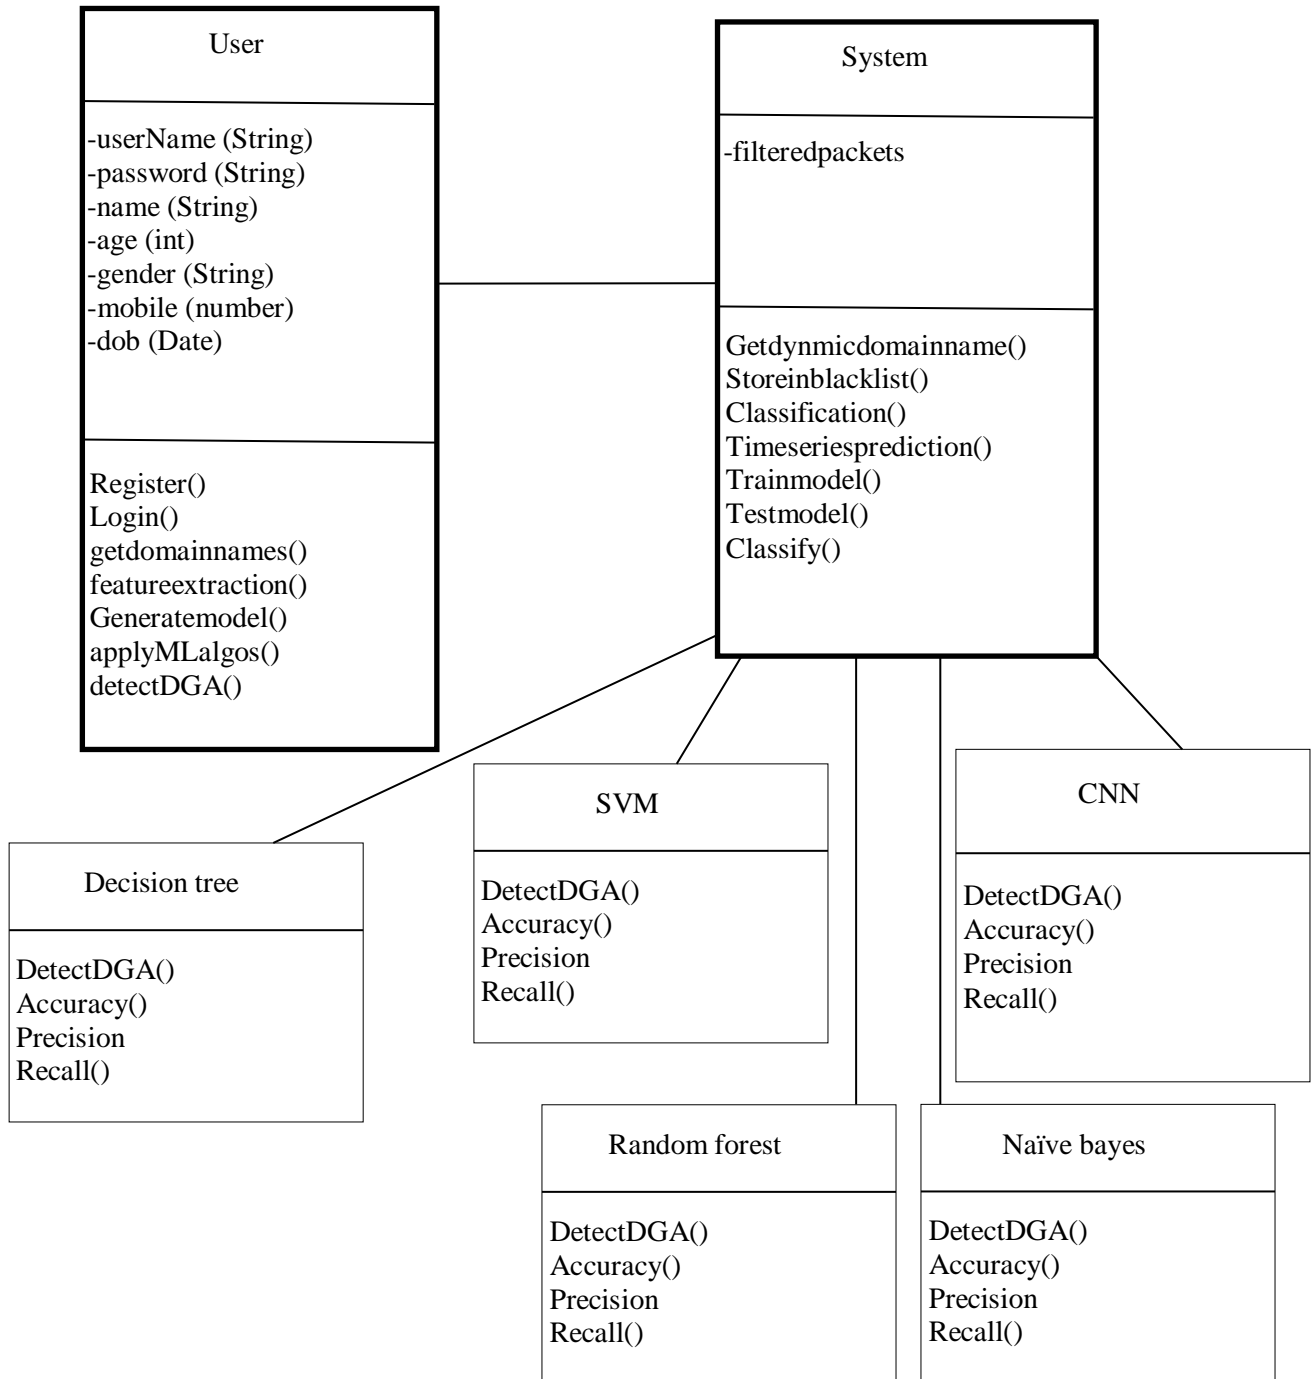 User
-userName (String)
-password (String)
-name (String)
-age (int)
-gender (String)
-mobile (number)
-dob (Date)
Register()
Login()
getdomainnames()
featureextraction()
Generatemodel()
applyMLalgos()
detectDGA()
System
-filteredpackets
Getdynmicdomainname()
Storeinblacklist()
Classification()
Timeseriesprediction()
Trainmodel()
Testmodel()
Classify()
Decision tree
DetectDGA()
Accuracy()
Precision
Recall()
SVM
DetectDGA()
Accuracy()
Precision
Recall()
CNN
DetectDGA()
Accuracy()
Precision
Recall()
Random forest
DetectDGA()
Accuracy()
Precision
Recall()
Naïve bayes
DetectDGA()
Accuracy()
Precision
Recall()